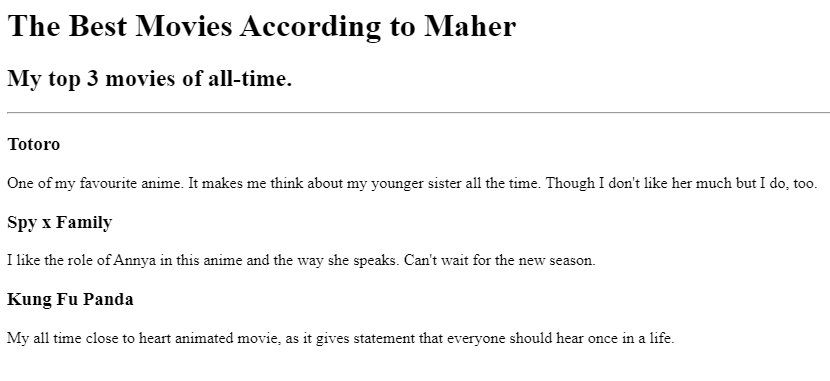 The Best Movies According to Maher
My top 3 movies of all-time.
Totoro
One of my favourite anime. It makes me think about my younger sister all the time. Though I don't like her much but I do, too.
Spy x Family
I like the role of Annya in this anime and the way she speaks. Can't wait for the new season.
Kung Fu Panda
My all time close to heart animated movie, as it gives statement that everyone should hear once in a life.